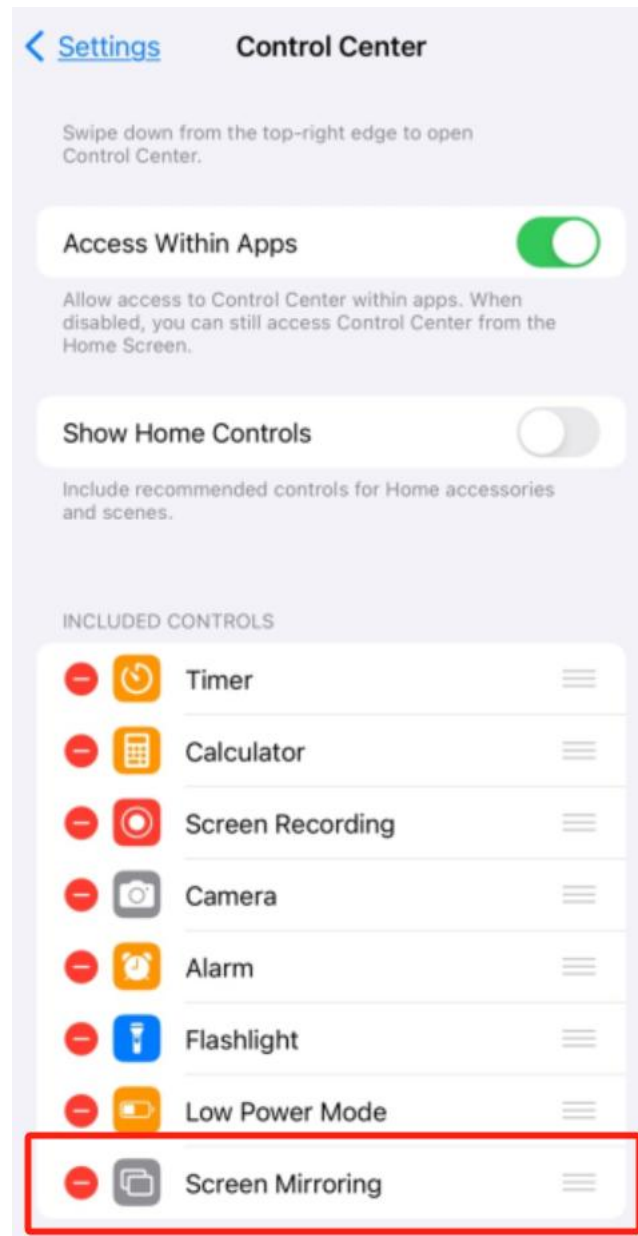 Settings
Control Center
Swipe down from the top-right edge to open
Control Center.
Access Within Apps
Allow access to Control Center within apps. When
disabled, you can still access Control Center from the
Home Screen.
Show Home Controls
Include recommended controls for Home accessories
and scenes.
INCLUDED CONTROLS
Timer
Calculator
Screen Recording
Camera
Alarm
Flashlight
Low Power Mode
Screen Mirroring